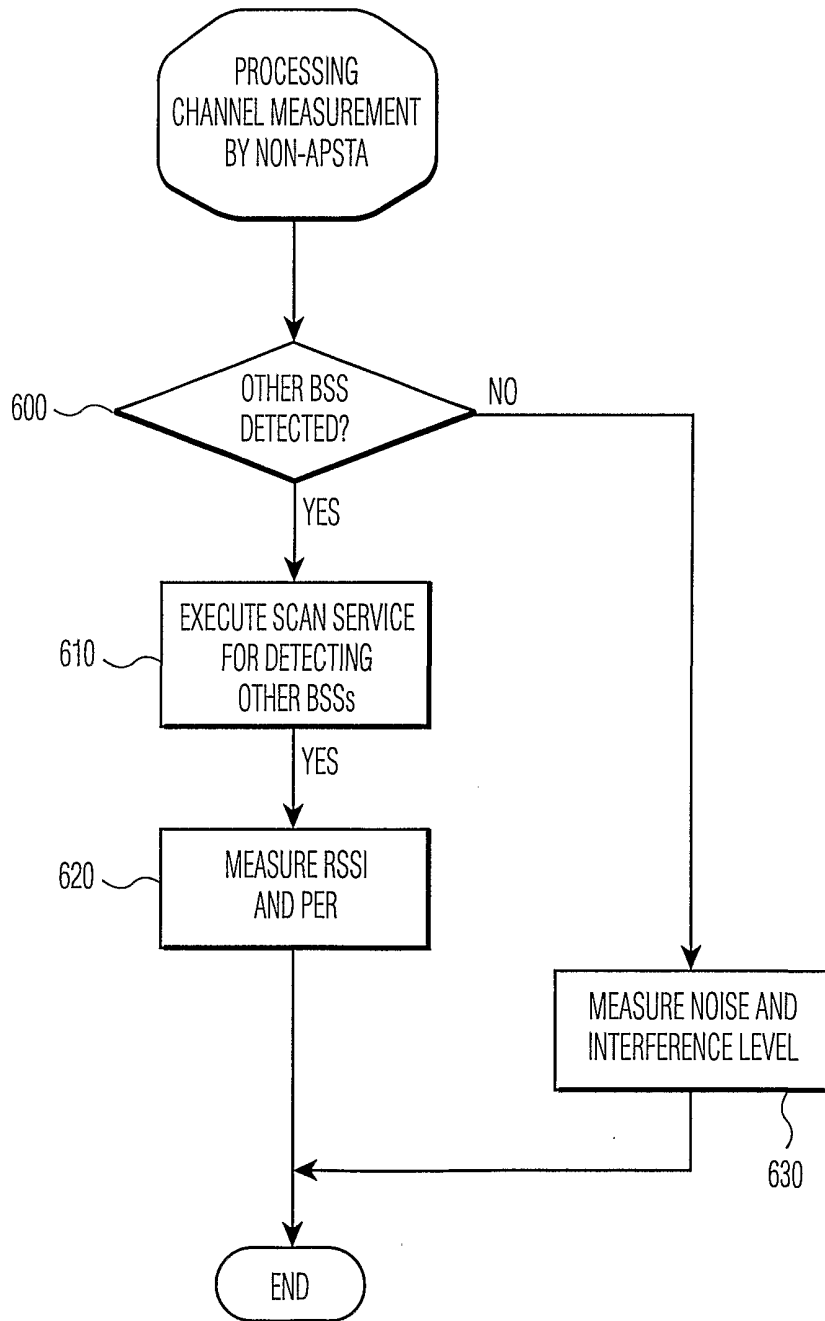 PROCESSING
CHANNEL MEASUREMENT
BY NON-APSTA
600
OTHER BSS
DETECTED?
NO
YES
610
EXECUTE SCAN SERVICE
FOR DETECTING
OTHER BSSs
YES
620
MEASURE RSSI
AND PER
MEASURE NOISE AND
INTERFERENCE LEVEL
630
END